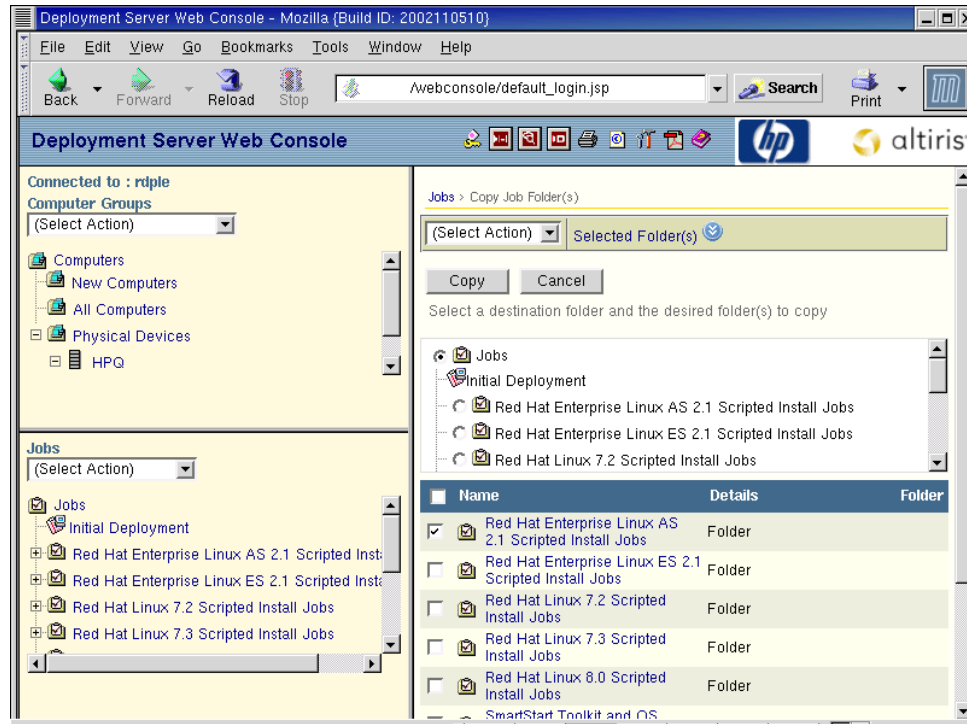 Deployment Server Web Console - Mozilla {Build ID: 2002110510}
File Edit View Go Bookmarks Tools Window Help
Back Forward Reload Stop /webconsole/default_login.jsp Search Print
Deployment Server Web Console
hp altiris
Connected to : rdple
Computer Groups
(Select Action)
Computers
New Computers
All Computers
Physical Devices
HPQ
Jobs
(Select Action)
Jobs
Initial Deployment
Red Hat Enterprise Linux AS 2.1 Scripted Inst
Red Hat Enterprise Linux ES 2.1 Scripted Insta
Red Hat Linux 7.2 Scripted Install Jobs
Red Hat Linux 7.3 Scripted Install Jobs
Jobs > Copy Job Folder(s)
(Select Action) Selected Folder(s)
Copy Cancel
Select a destination folder and the desired folder(s) to copy
Jobs
Initial Deployment
Red Hat Enterprise Linux AS 2.1 Scripted Install Jobs
Red Hat Enterprise Linux ES 2.1 Scripted Install Jobs
Red Hat Linux 7.2 Scripted Install Jobs
Name Details Folder
Red Hat Enterprise Linux AS
2.1 Scripted Install Jobs Folder
Red Hat Enterprise Linux ES 2.1
Scripted Install Jobs Folder
Red Hat Linux 7.2 Scripted
Install Jobs Folder
Red Hat Linux 7.3 Scripted
Install Jobs Folder
Red Hat Linux 8.0 Scripted
Install Jobs Folder
SmartStart Toolkit and OS